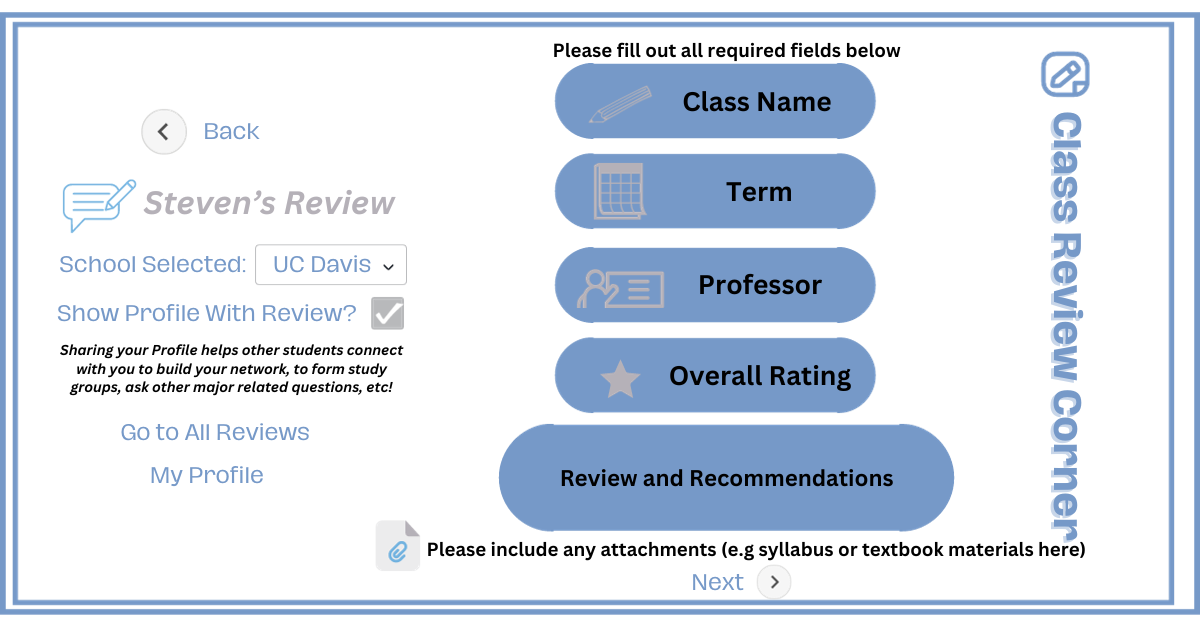 Please fill out all required fields below
Class Name
Term
Professor
Overall Rating
Review and Recommendations
Please include any attachments (e.g syllabus or textbook materials here)
Next
Back
Steven’s Review
School Selected: UC Davis
Show Profile With Review?
Sharing your Profile helps other students connect
with you to build your network, to form study
groups, ask other major related questions, etc!
Go to All Reviews
My Profile
Class Review Corner